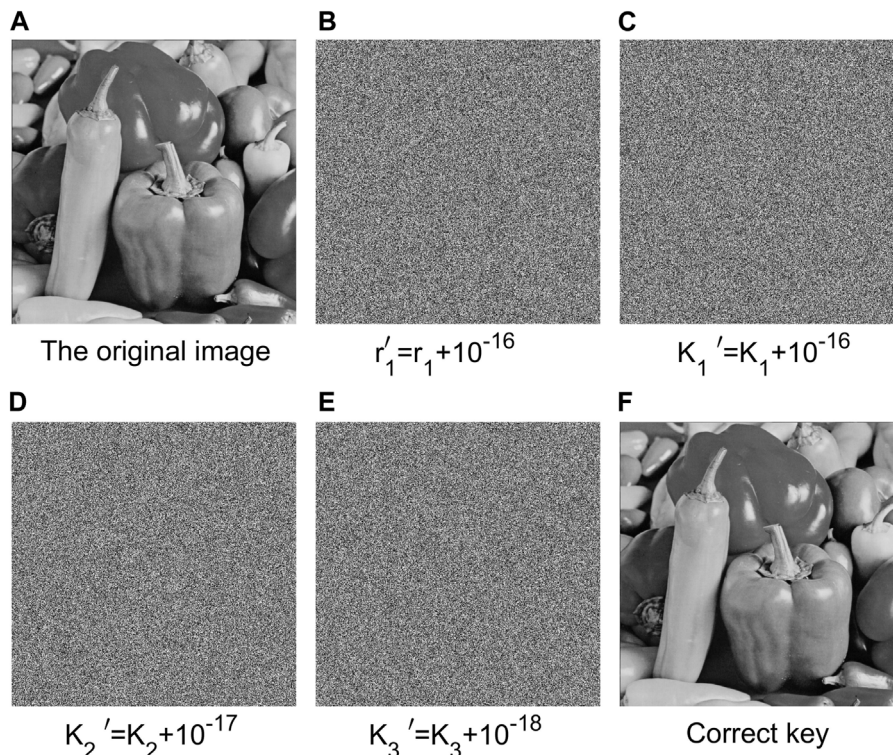 A
B
C
The original image
r₁′=r₁+10⁻¹⁶
K₁ ′=K₁+10⁻¹⁶
D
E
F
K₂ ′=K₂+10⁻¹⁷
K₃ ′=K₃+10⁻¹⁸
Correct key